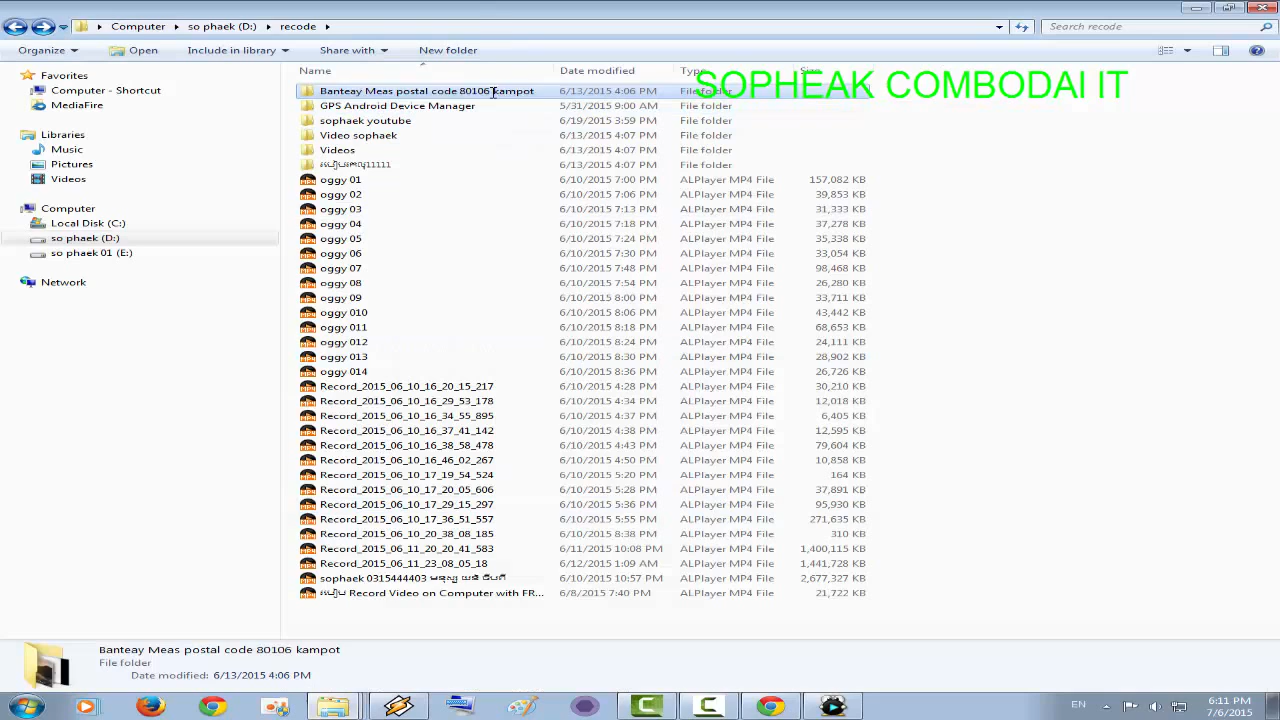 Computer ▸ so phaek (D:) ▸ recode ▸
Search recode
Organize Open Include in library Share with New folder
Name Date modified Type Size
SOPHEAK COMBODAI IT
Favorites
Computer - Shortcut
MediaFire
Libraries
Music
Pictures
Videos
Computer
Local Disk (C:)
so phaek (D:)
so phaek 01 (E:)
Network
Banteay Meas postal code 80106 kampot 6/13/2015 4:06 PM File folder
GPS Android Device Manager 5/31/2015 9:00 AM File folder
sopheak youtube 6/19/2015 3:59 PM File folder
Video sophaek 6/13/2015 4:07 PM File folder
Videos 6/13/2015 4:07 PM File folder
6/13/2015 4:07 PM File folder
oggy 01 6/10/2015 7:00 PM ALPlayer MP4 File 157,082 KB
oggy 02 6/10/2015 7:06 PM ALPlayer MP4 File 39,853 KB
oggy 03 6/10/2015 7:13 PM ALPlayer MP4 File 31,333 KB
oggy 04 6/10/2015 7:18 PM ALPlayer MP4 File 37,278 KB
oggy 05 6/10/2015 7:24 PM ALPlayer MP4 File 35,338 KB
oggy 06 6/10/2015 7:30 PM ALPlayer MP4 File 33,054 KB
oggy 07 6/10/2015 7:48 PM ALPlayer MP4 File 98,468 KB
oggy 08 6/10/2015 7:54 PM ALPlayer MP4 File 26,280 KB
oggy 09 6/10/2015 8:00 PM ALPlayer MP4 File 33,711 KB
oggy 010 6/10/2015 8:06 PM ALPlayer MP4 File 43,442 KB
oggy 011 6/10/2015 8:18 PM ALPlayer MP4 File 68,653 KB
oggy 012 6/10/2015 8:24 PM ALPlayer MP4 File 24,111 KB
oggy 013 6/10/2015 8:30 PM ALPlayer MP4 File 28,902 KB
oggy 014 6/10/2015 8:36 PM ALPlayer MP4 File 26,726 KB
Record_2015_06_10_16_20_15_217 6/10/2015 4:28 PM ALPlayer MP4 File 30,210 KB
Record_2015_06_10_16_29_53_178 6/10/2015 4:34 PM ALPlayer MP4 File 12,018 KB
Record_2015_06_10_16_34_55_895 6/10/2015 4:37 PM ALPlayer MP4 File 6,405 KB
Record_2015_06_10_16_37_41_142 6/10/2015 4:38 PM ALPlayer MP4 File 12,595 KB
Record_2015_06_10_16_38_58_478 6/10/2015 4:43 PM ALPlayer MP4 File 79,604 KB
Record_2015_06_10_16_46_02_267 6/10/2015 4:50 PM ALPlayer MP4 File 10,858 KB
Record_2015_06_10_17_19_54_524 6/10/2015 5:20 PM ALPlayer MP4 File 164 KB
Record_2015_06_10_17_20_05_606 6/10/2015 5:28 PM ALPlayer MP4 File 37,891 KB
Record_2015_06_10_17_29_15_297 6/10/2015 5:36 PM ALPlayer MP4 File 95,930 KB
Record_2015_06_10_17_36_51_557 6/10/2015 5:55 PM ALPlayer MP4 File 271,635 KB
Record_2015_06_10_20_38_08_185 6/10/2015 8:38 PM ALPlayer MP4 File 310 KB
Record_2015_06_11_20_20_41_583 6/11/2015 10:08 PM ALPlayer MP4 File 1,400,115 KB
Record_2015_06_11_23_08_05_18 6/12/2015 1:09 AM ALPlayer MP4 File 1,441,728 KB
sophaek 0315444403 6/10/2015 10:57 PM ALPlayer MP4 File 2,677,327 KB
របៀប Record Video on Computer with FR... 6/8/2015 7:40 PM ALPlayer MP4 File 21,722 KB
Banteay Meas postal code 80106 kampot
File folder
Date modified: 6/13/2015 4:06 PM
EN
6:11 PM
7/6/2015